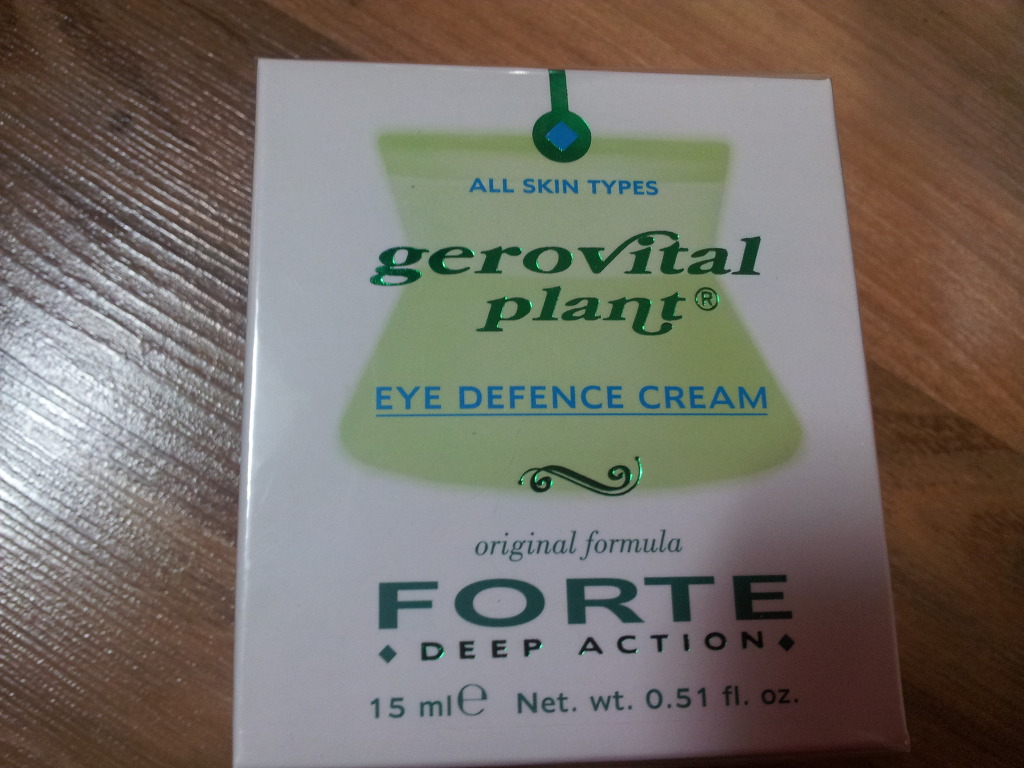 ALL SKIN TYPES
gerovital
plant®
EYE DEFENCE CREAM
original formula
FORTE
DEEP ACTION
15 ml ℮ Net. wt. 0.51 fl. oz.